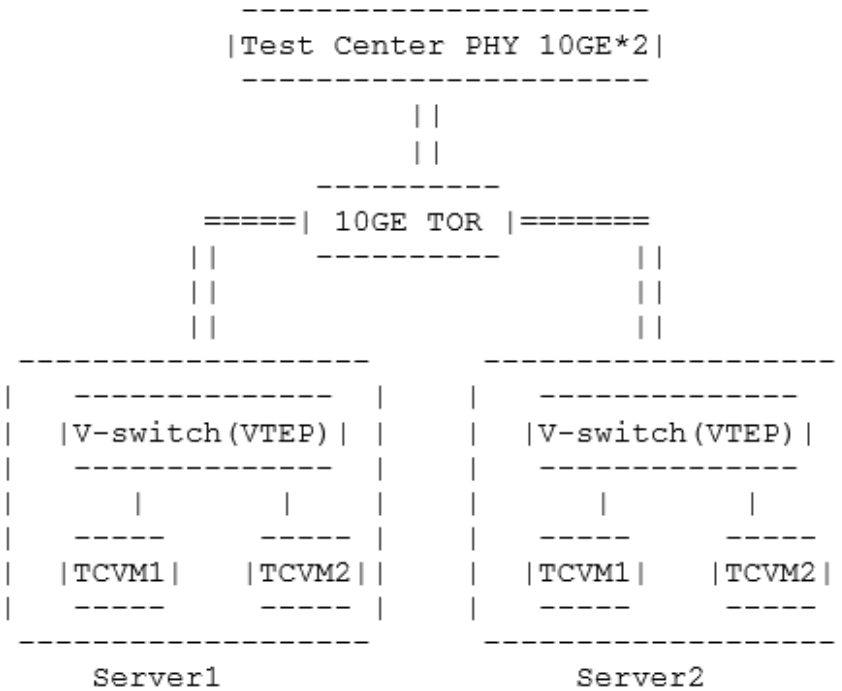 Test Center PHY 10GE*2
10GE TOR
V-switch(VTEP) V-switch(VTEP)
TCVM1 TCVM2 TCVM1 TCVM2
Server1 Server2